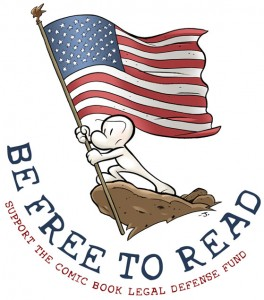 BE FREE TO READ
SUPPORT THE COMIC BOOK LEGAL DEFENSE FUND